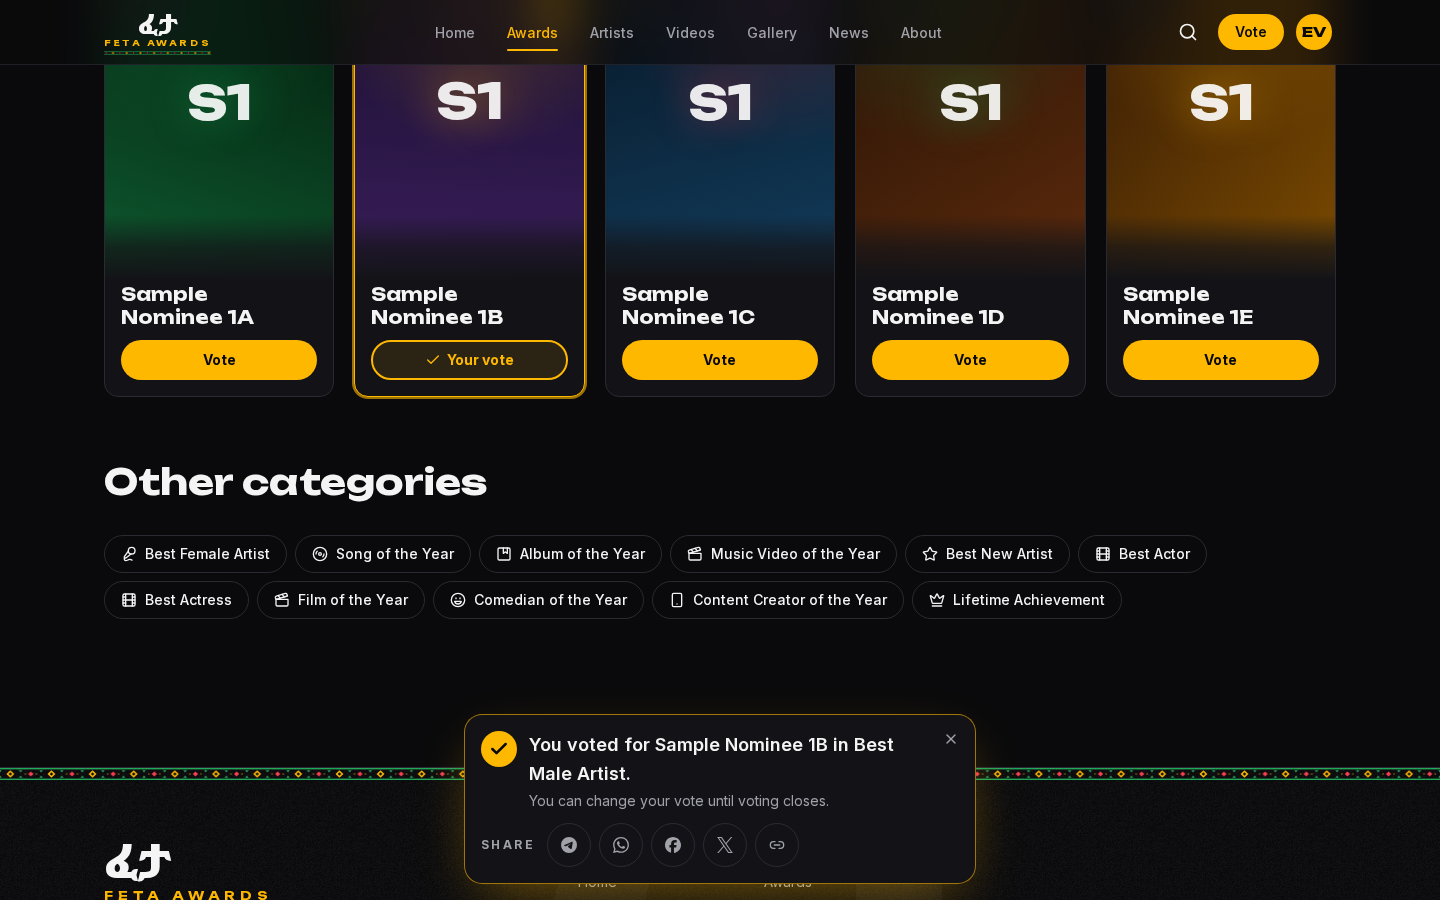 ፈታ
FETA AWARDS
Home
Awards
Artists
Videos
Gallery
News
About
Vote
EV
S1
S1
S1
S1
S1
Sample
Nominee 1A
Sample
Nominee 1B
Sample
Nominee 1C
Sample
Nominee 1D
Sample
Nominee 1E
Vote
Your vote
Vote
Vote
Vote
Other categories
Best Female Artist
Song of the Year
Album of the Year
Music Video of the Year
Best New Artist
Best Actor
Best Actress
Film of the Year
Comedian of the Year
Content Creator of the Year
Lifetime Achievement
You voted for Sample Nominee 1B in Best
Male Artist.
You can change your vote until voting closes.
SHARE
ፈታ
FETA AWARDS
Home
Awards